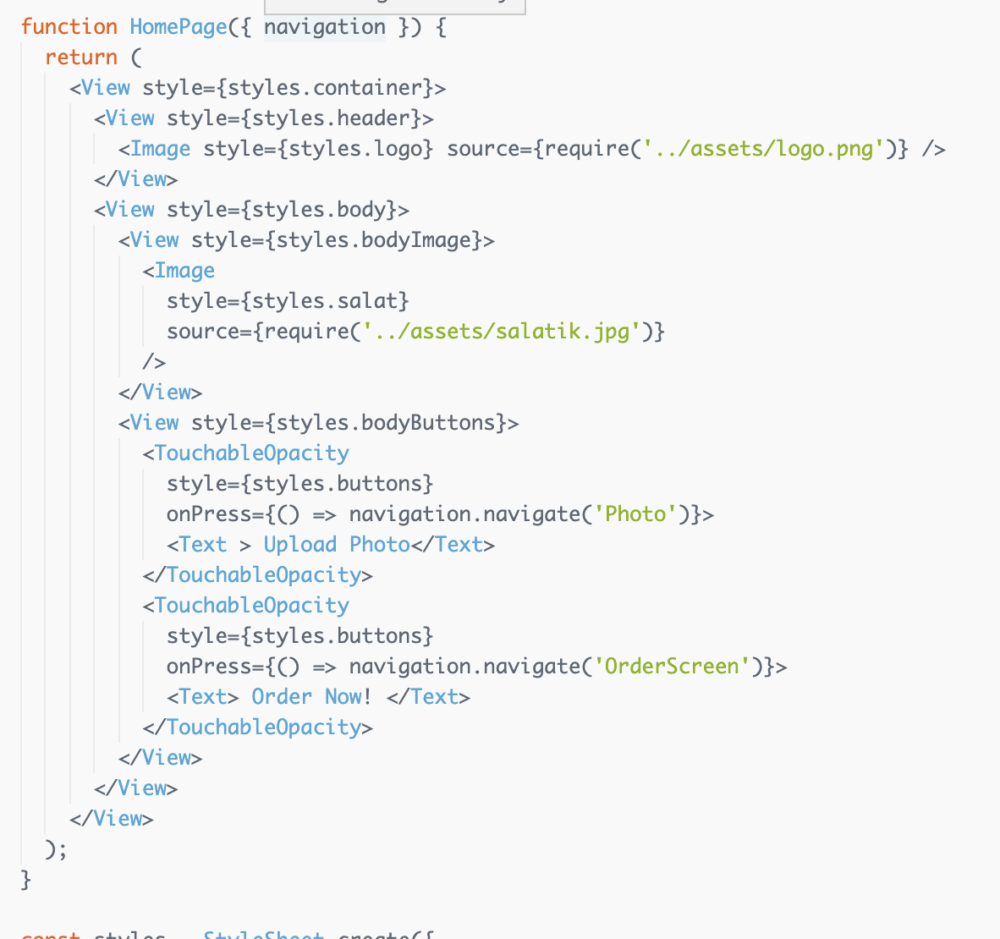 function HomePage({ navigation }) {
  return (
    <View style={styles.container}>
      <View style={styles.header}>
        <Image style={styles.logo} source={require('../assets/logo.png')} />
      </View>
      <View style={styles.body}>
        <View style={styles.bodyImage}>
          <Image
            style={styles.salat}
            source={require('../assets/salatik.jpg')}
          />
        </View>
        <View style={styles.bodyButtons}>
          <TouchableOpacity
            style={styles.buttons}
            onPress={() => navigation.navigate('Photo')}>
            <Text > Upload Photo</Text>
          </TouchableOpacity>
          <TouchableOpacity
            style={styles.buttons}
            onPress={() => navigation.navigate('OrderScreen')}>
            <Text> Order Now! </Text>
          </TouchableOpacity>
        </View>
      </View>
    </View>
  );
}
const styles = StyleSheet.create({